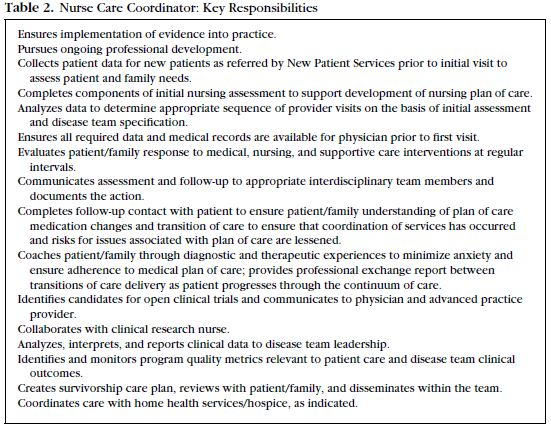 Table 2. Nurse Care Coordinator: Key Responsibilities
Ensures implementation of evidence into practice.
Pursues ongoing professional development.
Collects patient data for new patients as referred by New Patient Services prior to initial visit to
assess patient and family needs.
Completes components of initial nursing assessment to support development of nursing plan of care.
Analyzes data to determine appropriate sequence of provider visits on the basis of initial assessment
and disease team specification.
Ensures all required data and medical records are available for physician prior to first visit.
Evaluates patient/family response to medical, nursing, and supportive care interventions at regular
intervals.
Communicates assessment and follow-up to appropriate interdisciplinary team members and
documents the action.
Completes follow-up contact with patient to ensure patient/family understanding of plan of care
medication changes and transition of care to ensure that coordination of services has occurred
and risks for issues associated with plan of care are lessened.
Coaches patient/family through diagnostic and therapeutic experiences to minimize anxiety and
ensure adherence to medical plan of care; provides professional exchange report between
transitions of care delivery as patient progresses through the continuum of care.
Identifies candidates for open clinical trials and communicates to physician and advanced practice
provider.
Collaborates with clinical research nurse.
Analyzes, interprets, and reports clinical data to disease team leadership.
Identifies and monitors program quality metrics relevant to patient care and disease team clinical
outcomes.
Creates survivorship care plan, reviews with patient/family, and disseminates within the team.
Coordinates care with home health services/hospice, as indicated.